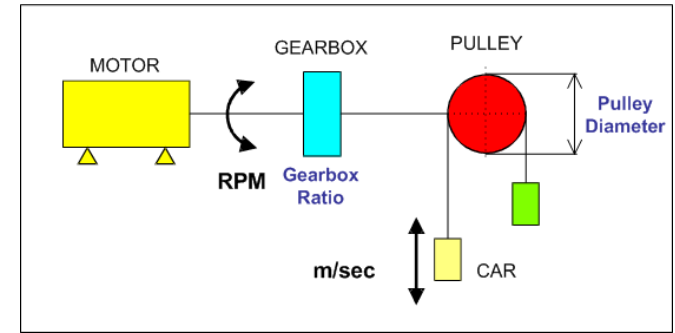 MOTOR
GEARBOX
PULLEY
Pulley
Diameter
RPM
Gearbox
Ratio
m/sec
CAR